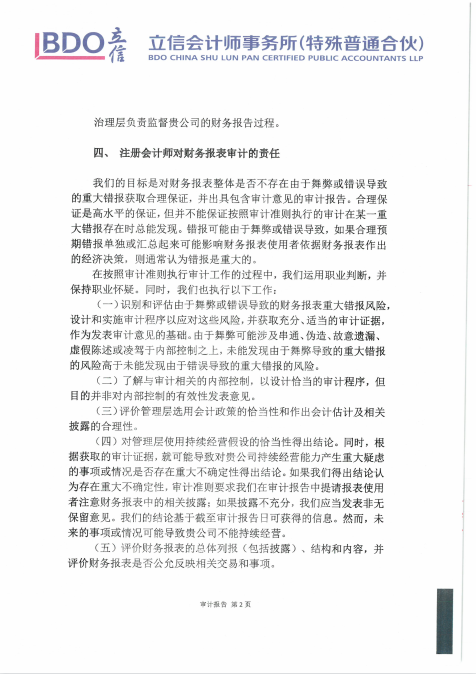 BDO 立信 立信会计师事务所(特殊普通合伙)
BDO CHINA SHU LUN PAN CERTIFIED PUBLIC ACCOUNTANTS LLP
治理层负责监督贵公司的财务报告过程。
四、 注册会计师对财务报表审计的责任
我们的目标是对财务报表整体是否不存在由于舞弊或错误导致
的重大错报获取合理保证，并出具包含审计意见的审计报告。合理保
证是高水平的保证，但并不能保证按照审计准则执行的审计在某一重
大错报存在时总能发现。错报可能由于舞弊或错误导致，如果合理预
期错报单独或汇总起来可能影响财务报表使用者依据财务报表作出
的经济决策，则通常认为错报是重大的。
在按照审计准则执行审计工作的过程中，我们运用职业判断，并
保持职业怀疑。同时，我们也执行以下工作：
（一）识别和评估由于舞弊或错误导致的财务报表重大错报风险，
设计和实施审计程序以应对这些风险，并获取充分、适当的审计证据，
作为发表审计意见的基础。由于舞弊可能涉及串通、伪造、故意遗漏、
虚假陈述或凌驾于内部控制之上，未能发现由于舞弊导致的重大错报
的风险高于未能发现由于错误导致的重大错报的风险。
（二）了解与审计相关的内部控制，以设计恰当的审计程序，但
目的并非对内部控制的有效性发表意见。
（三）评价管理层选用会计政策的恰当性和作出会计估计及相关
披露的合理性。
（四）对管理层使用持续经营假设的恰当性得出结论。同时，根
据获取的审计证据，就可能导致对贵公司持续经营能力产生重大疑虑
的事项或情况是否存在重大不确定性得出结论。如果我们得出结论认
为存在重大不确定性，审计准则要求我们在审计报告中提请报表使用
者注意财务报表中的相关披露；如果披露不充分，我们应当发表非无
保留意见。我们的结论基于截至审计报告日可获得的信息。然而，未
来的事项或情况可能导致贵公司不能持续经营。
（五）评价财务报表的总体列报（包括披露）、结构和内容，并
评价财务报表是否公允反映相关交易和事项。
审计报告 第 2 页